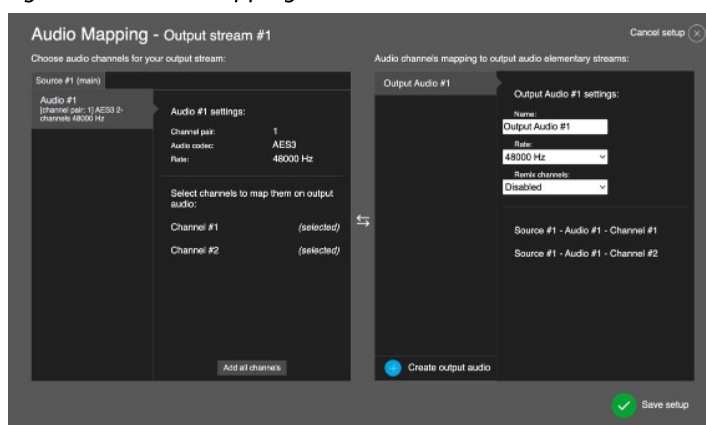 Audio Mapping - Output stream #1
Cancel setup
Choose audio channels for your output stream:
Audio channels mapping to output audio elementary streams:
Source #1 (main)
Audio #1
[channel pair: 1] AES3 2-
channels 48000 Hz
Audio #1 settings:
Channel pair: 1
Audio codec: AES3
Rate: 48000 Hz
Select channels to map them on output
audio:
Channel #1 (selected)
Channel #2 (selected)
Add all channels
Output Audio #1
Output Audio #1 settings:
Name:
Output Audio #1
Rate:
48000 Hz
Remix channels:
Disabled
Source #1 - Audio #1 - Channel #1
Source #1 - Audio #1 - Channel #2
Create output audio
Save setup